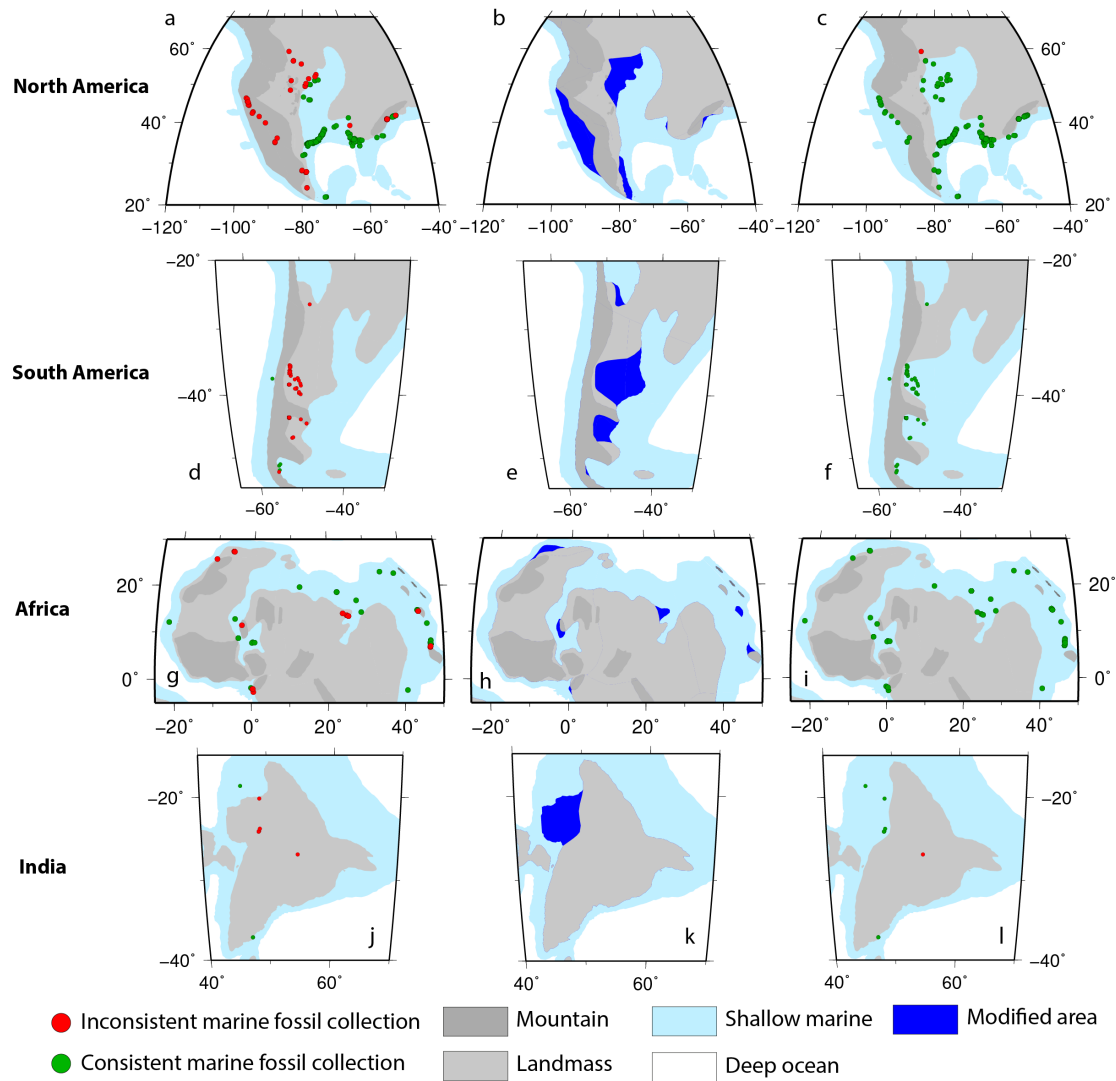 a
b
c
North America
60°
40°
20°
60°
40°
20°
−120 −100 −80 −60 −40
−120 −100 −80 −60 −40
−120 −100 −80 −60 −40
South America
−20°
−40°
−20°
−40°
d
e
f
−60° −40°
−60° −40°
−60° −40°
Africa
20°
0°
20°
0°
g
h
i
−20° 0° 20° 40°
−20° 0° 20° 40°
−20° 0° 20° 40°
India
−20°
−40°
−20°
−40°
j
k
l
40° 60°
40° 60°
40° 60°
Inconsistent marine fossil collection
Mountain
Shallow marine
Modified area
Consistent marine fossil collection
Landmass
Deep ocean